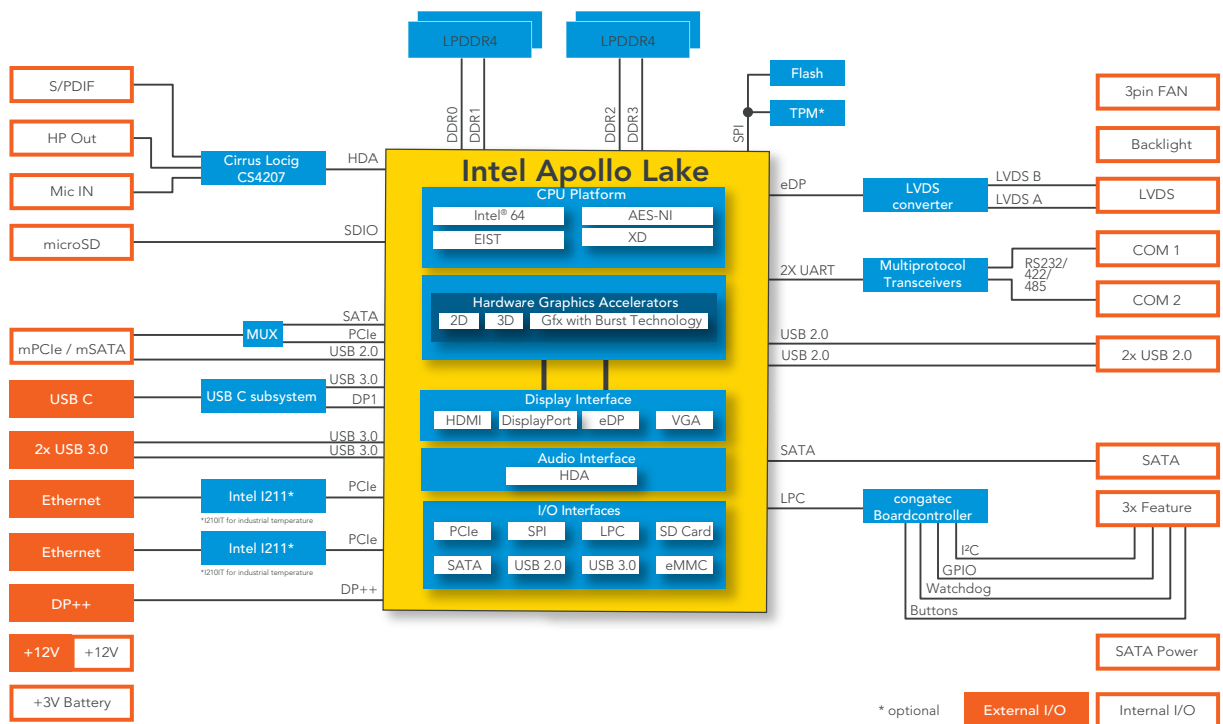 LPDDR4
LPDDR4
DDR0
DDR1
DDR2
DDR3
SPI
Flash
TPM*
S/PDIF
HP Out
Mic IN
microSD
Cirrus Locig
CS4207
HDA
SDIO
mPCIe / mSATA
MUX
SATA
PCIe
USB 2.0
USB C
USB C subsystem
USB 3.0
DP1
2x USB 3.0
USB 3.0
USB 3.0
Ethernet
Intel I211*
*I210IT for industrial temperature
PCIe
Ethernet
Intel I211*
*I210IT for industrial temperature
PCIe
DP++
DP++
+12V
+12V
+3V Battery
Intel Apollo Lake
CPU Platform
Intel® 64
AES-NI
EIST
XD
Hardware Graphics Accelerators
2D
3D
Gfx with Burst Technology
Display Interface
HDMI
DisplayPort
eDP
VGA
Audio Interface
HDA
I/O Interfaces
PCIe
SPI
LPC
SD Card
SATA
USB 2.0
USB 3.0
eMMC
eDP
LVDS
converter
LVDS B
LVDS A
2X UART
Multiprotocol
Transceivers
RS232/
422/
485
USB 2.0
USB 2.0
SATA
LPC
congatec
Boardcontroller
I²C
GPIO
Watchdog
Buttons
3pin FAN
Backlight
LVDS
COM 1
COM 2
2x USB 2.0
SATA
3x Feature
SATA Power
* optional
External I/O
Internal I/O